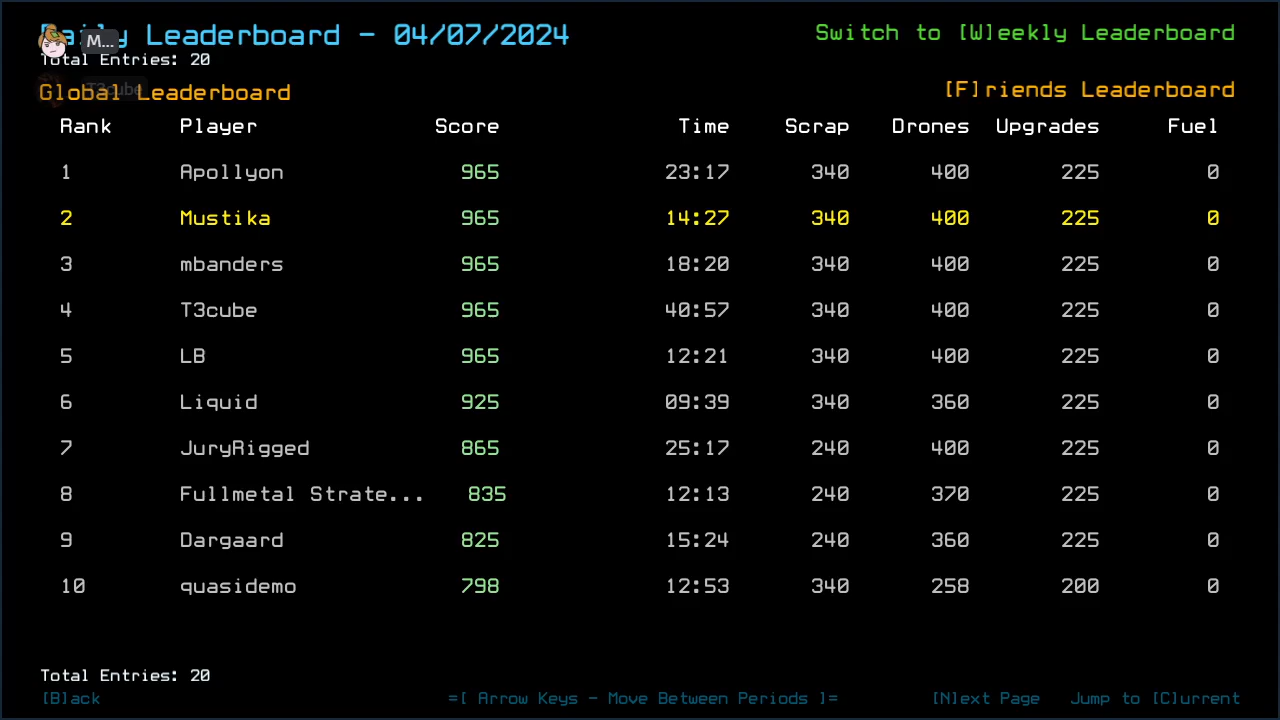 Daily Leaderboard - 04/07/2024
Switch to [W]eekly Leaderboard
M...
Total Entries: 20
T3cube
Global Leaderboard
[F]riends Leaderboard
Rank Player Score Time Scrap Drones Upgrades Fuel
1 Apollyon 965 23:17 340 400 225 0
2 Mustika 965 14:27 340 400 225 0
3 mbanders 965 18:20 340 400 225 0
4 T3cube 965 40:57 340 400 225 0
5 LB 965 12:21 340 400 225 0
6 Liquid 925 09:39 340 360 225 0
7 JuryRigged 865 25:17 240 400 225 0
8 Fullmetal Strate... 835 12:13 240 370 225 0
9 Dargaard 825 15:24 240 360 225 0
10 quasidemo 798 12:53 340 258 200 0
Total Entries: 20
[B]ack =[ Arrow Keys - Move Between Periods ]= [N]ext Page Jump to [C]urrent